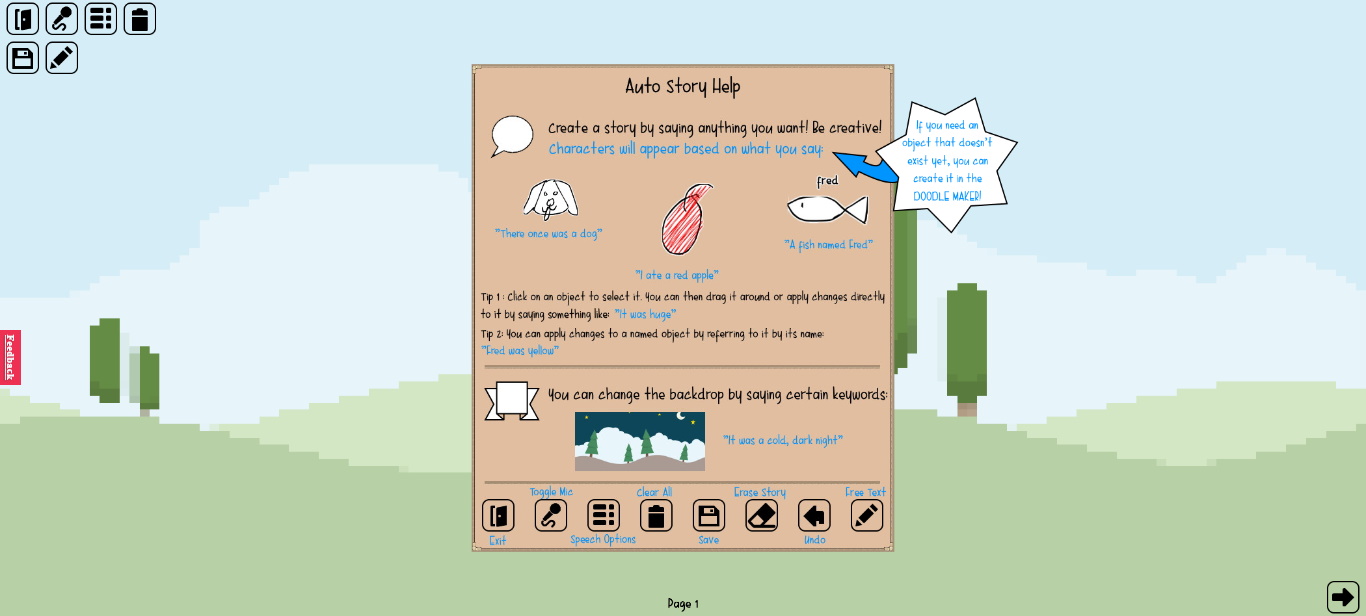 Auto Story Help
Create a story by saying anything you want! Be creative!
Characters will appear based on what you say:
If you need an
object that doesn't
exist yet, you can
create it in the
DOODLE MAKER!
fred
"There once was a dog"
"I ate a red apple"
"A fish named Fred"
Tip 1: Click on an object to select it. You can then drag it around or apply changes directly
to it by saying something like: "It was huge"
Tip 2: You can apply changes to a named object by referring to it by its name:
"Fred was yellow"
Feedback
You can change the backdrop by saying certain keywords:
"It was a cold, dark night"
Toggle Mic
Clear All
Erase Story
Free Text
Exit
Speech Options
Save
Undo
Page 1